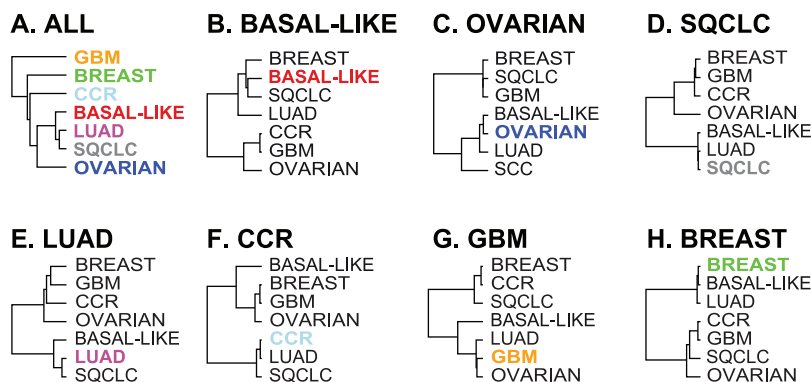 A. ALL
GBM
BREAST
CCR
BASAL-LIKE
LUAD
SQCLC
OVARIAN
B. BASAL-LIKE
BREAST
BASAL-LIKE
SQCLC
LUAD
CCR
GBM
OVARIAN
C. OVARIAN
BREAST
SQCLC
GBM
BASAL-LIKE
OVARIAN
LUAD
SCC
D. SQCLC
BREAST
GBM
CCR
OVARIAN
BASAL-LIKE
LUAD
SQCLC
E. LUAD
BREAST
GBM
CCR
OVARIAN
BASAL-LIKE
LUAD
SQCLC
F. CCR
BASAL-LIKE
BREAST
GBM
OVARIAN
CCR
LUAD
SQCLC
G. GBM
BREAST
CCR
SQCLC
BASAL-LIKE
LUAD
GBM
OVARIAN
H. BREAST
BREAST
BASAL-LIKE
LUAD
CCR
GBM
SQCLC
OVARIAN